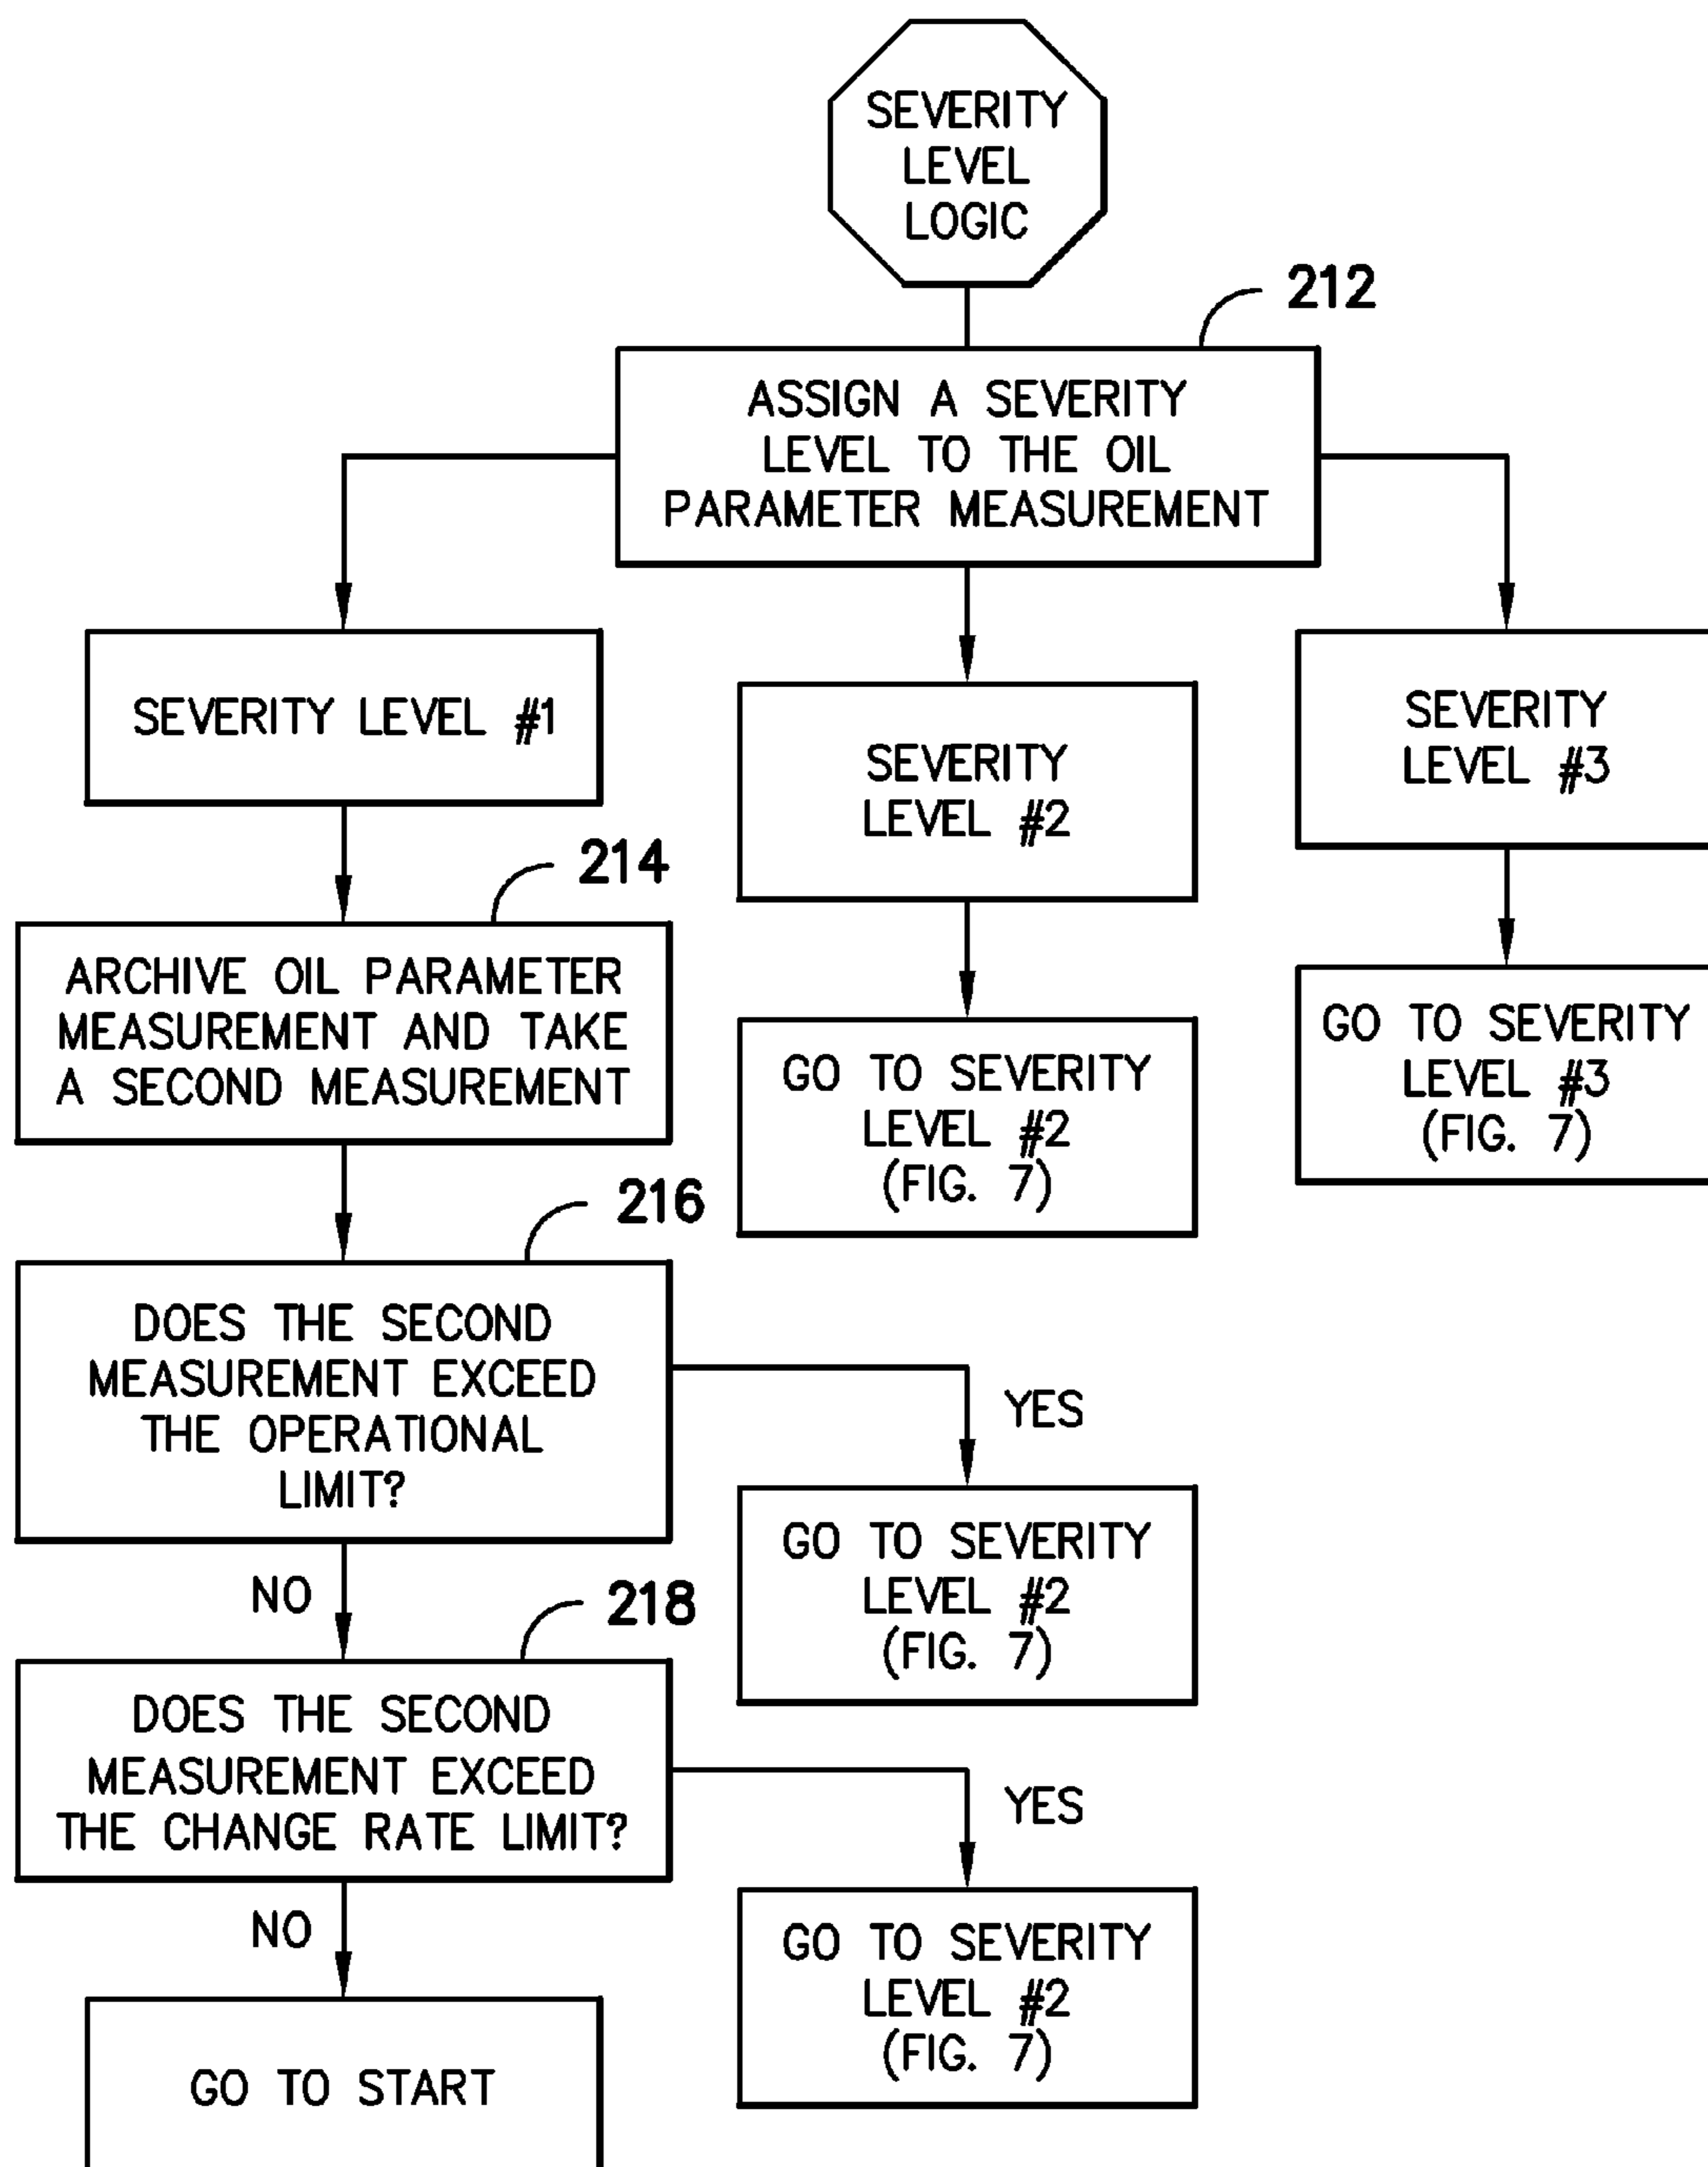 SEVERITY
LEVEL
LOGIC
212
ASSIGN A SEVERITY
LEVEL TO THE OIL
PARAMETER MEASUREMENT
SEVERITY LEVEL #1
SEVERITY
LEVEL #2
SEVERITY
LEVEL #3
214
ARCHIVE OIL PARAMETER
MEASUREMENT AND TAKE
A SECOND MEASUREMENT
GO TO SEVERITY
LEVEL #2
(FIG. 7)
GO TO SEVERITY
LEVEL #3
(FIG. 7)
216
DOES THE SECOND
MEASUREMENT EXCEED
THE OPERATIONAL
LIMIT?
YES
GO TO SEVERITY
LEVEL #2
(FIG. 7)
NO
218
DOES THE SECOND
MEASUREMENT EXCEED
THE CHANGE RATE LIMIT?
YES
GO TO SEVERITY
LEVEL #2
(FIG. 7)
NO
GO TO START